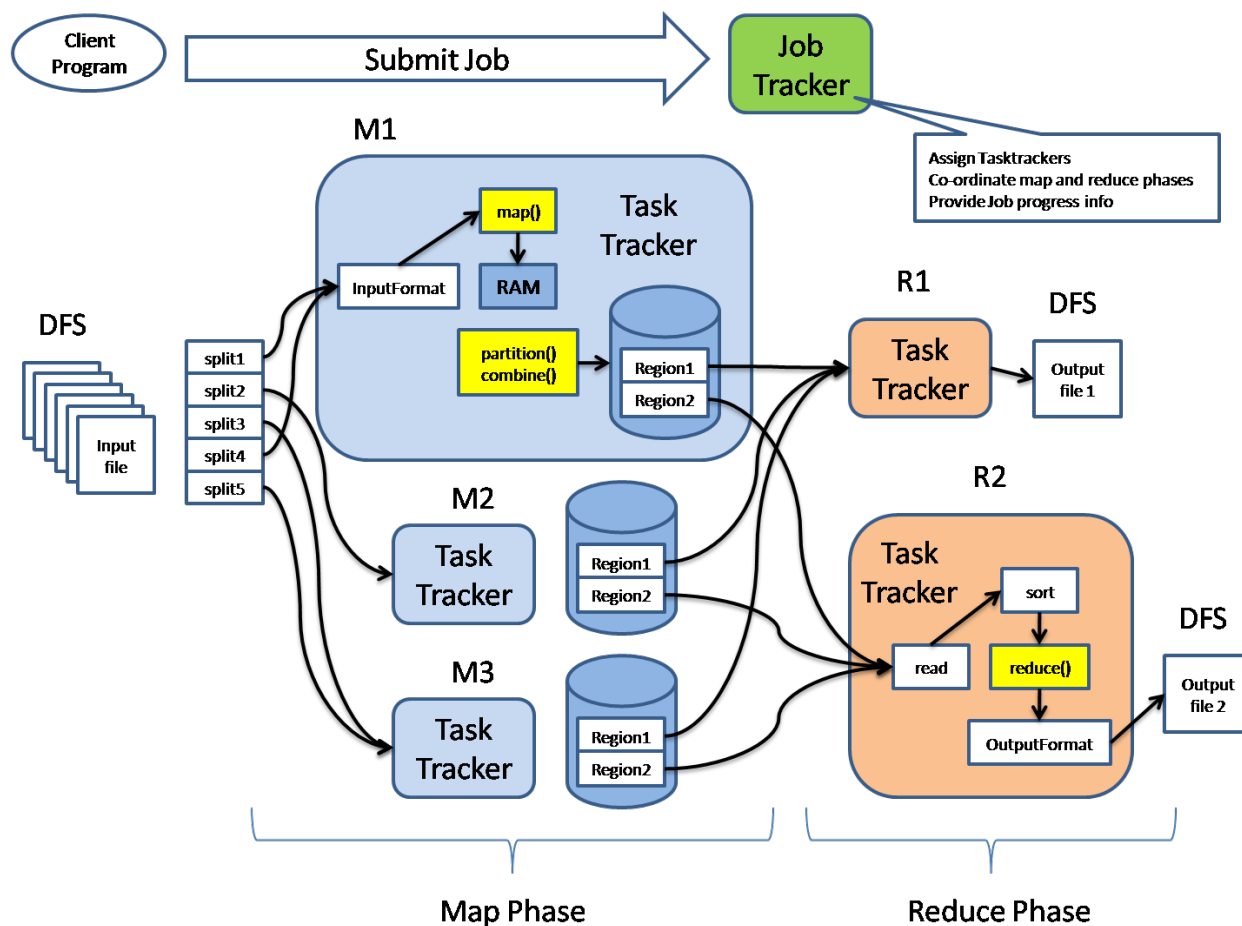 Client
Program
Submit Job
Job
Tracker
Assign Tasktrackers
Co-ordinate map and reduce phases
Provide Job progress info
M1
Task
Tracker
map()
InputFormat
RAM
partition()
combine()
Region1
Region2
DFS
Input
file
split1
split2
split3
split4
split5
M2
Task
Tracker
Region1
Region2
M3
Task
Tracker
Region1
Region2
R1
Task
Tracker
DFS
Output
file 1
R2
Task
Tracker
sort
read
reduce()
OutputFormat
DFS
Output
file 2
Map Phase
Reduce Phase